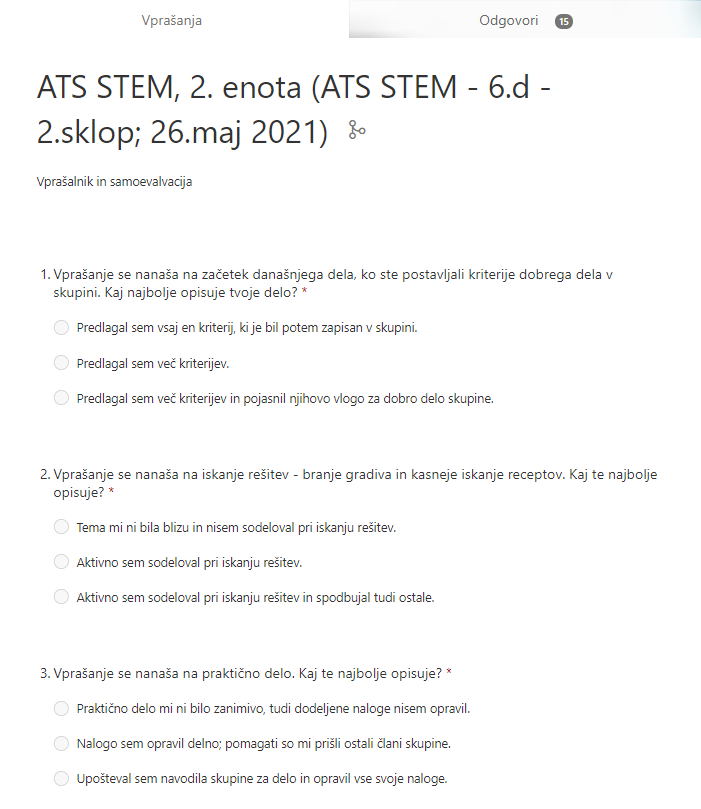 Vprašanja
Odgovori 15
ATS STEM, 2. enota (ATS STEM - 6.d -
2.sklop; 26.maj 2021)
Vprašalnik in samoevalvacija
1. Vprašanje se nanaša na začetek današnjega dela, ko ste postavljali kriterije dobrega dela v
skupini. Kaj najbolje opisuje tvoje delo? *
Predlagal sem vsaj en kriterij, ki je bil potem zapisan v skupini.
Predlagal sem več kriterijev.
Predlagal sem več kriterijev in pojasnil njihovo vlogo za dobro delo skupine.
2. Vprašanje se nanaša na iskanje rešitev - branje gradiva in kasneje iskanje receptov. Kaj te najbolje
opisuje? *
Tema mi ni bila blizu in nisem sodeloval pri iskanju rešitev.
Aktivno sem sodeloval pri iskanju rešitev.
Aktivno sem sodeloval pri iskanju rešitev in spodbujal tudi ostale.
3. Vprašanje se nanaša na praktično delo. Kaj te najbolje opisuje? *
Praktično delo mi ni bilo zanimivo, tudi dodeljene naloge nisem opravil.
Nalogo sem opravil delno; pomagati so mi prišli ostali člani skupine.
Upošteval sem navodila skupine za delo in opravil vse svoje naloge.